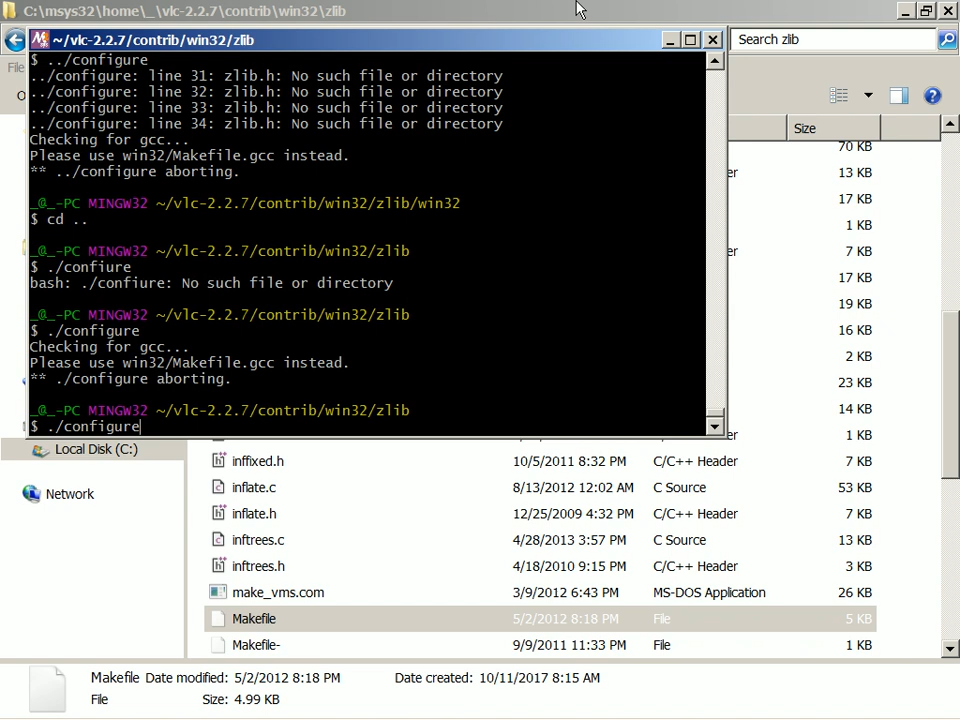 C:\msys32\home\_\vlc-2.2.7\contrib\win32\zlib
~/vlc-2.2.7/contrib/win32/zlib
Search zlib
$ ../configure
../configure: line 31: zlib.h: No such file or directory
../configure: line 32: zlib.h: No such file or directory
../configure: line 33: zlib.h: No such file or directory
../configure: line 34: zlib.h: No such file or directory
Checking for gcc...
Please use win32/Makefile.gcc instead.
** ../configure aborting.
_@_-PC MINGW32 ~/vlc-2.2.7/contrib/win32/zlib/win32
$ cd ..
_@_-PC MINGW32 ~/vlc-2.2.7/contrib/win32/zlib
$ ./confiure
bash: ./confiure: No such file or directory
_@_-PC MINGW32 ~/vlc-2.2.7/contrib/win32/zlib
$ ./configure
Checking for gcc...
Please use win32/Makefile.gcc instead.
** ./configure aborting.
_@_-PC MINGW32 ~/vlc-2.2.7/contrib/win32/zlib
$ ./configure
Size
70 KB
er 13 KB
17 KB
1 KB
er 7 KB
17 KB
19 KB
16 KB
2 KB
23 KB
14 KB
er 1 KB
Local Disk (C:)
Network
inffixed.h 10/5/2011 8:32 PM C/C++ Header 7 KB
inflate.c 8/13/2012 12:02 AM C Source 53 KB
inflate.h 12/25/2009 4:32 PM C/C++ Header 7 KB
inftrees.c 4/28/2013 3:57 PM C Source 13 KB
inftrees.h 4/18/2010 9:15 PM C/C++ Header 3 KB
make_vms.com 3/9/2012 6:43 PM MS-DOS Application 26 KB
Makefile 5/2/2012 8:18 PM File 5 KB
Makefile- 9/9/2011 11:33 PM File 1 KB
Makefile Date modified: 5/2/2012 8:18 PM Date created: 10/11/2017 8:15 AM
File Size: 4.99 KB